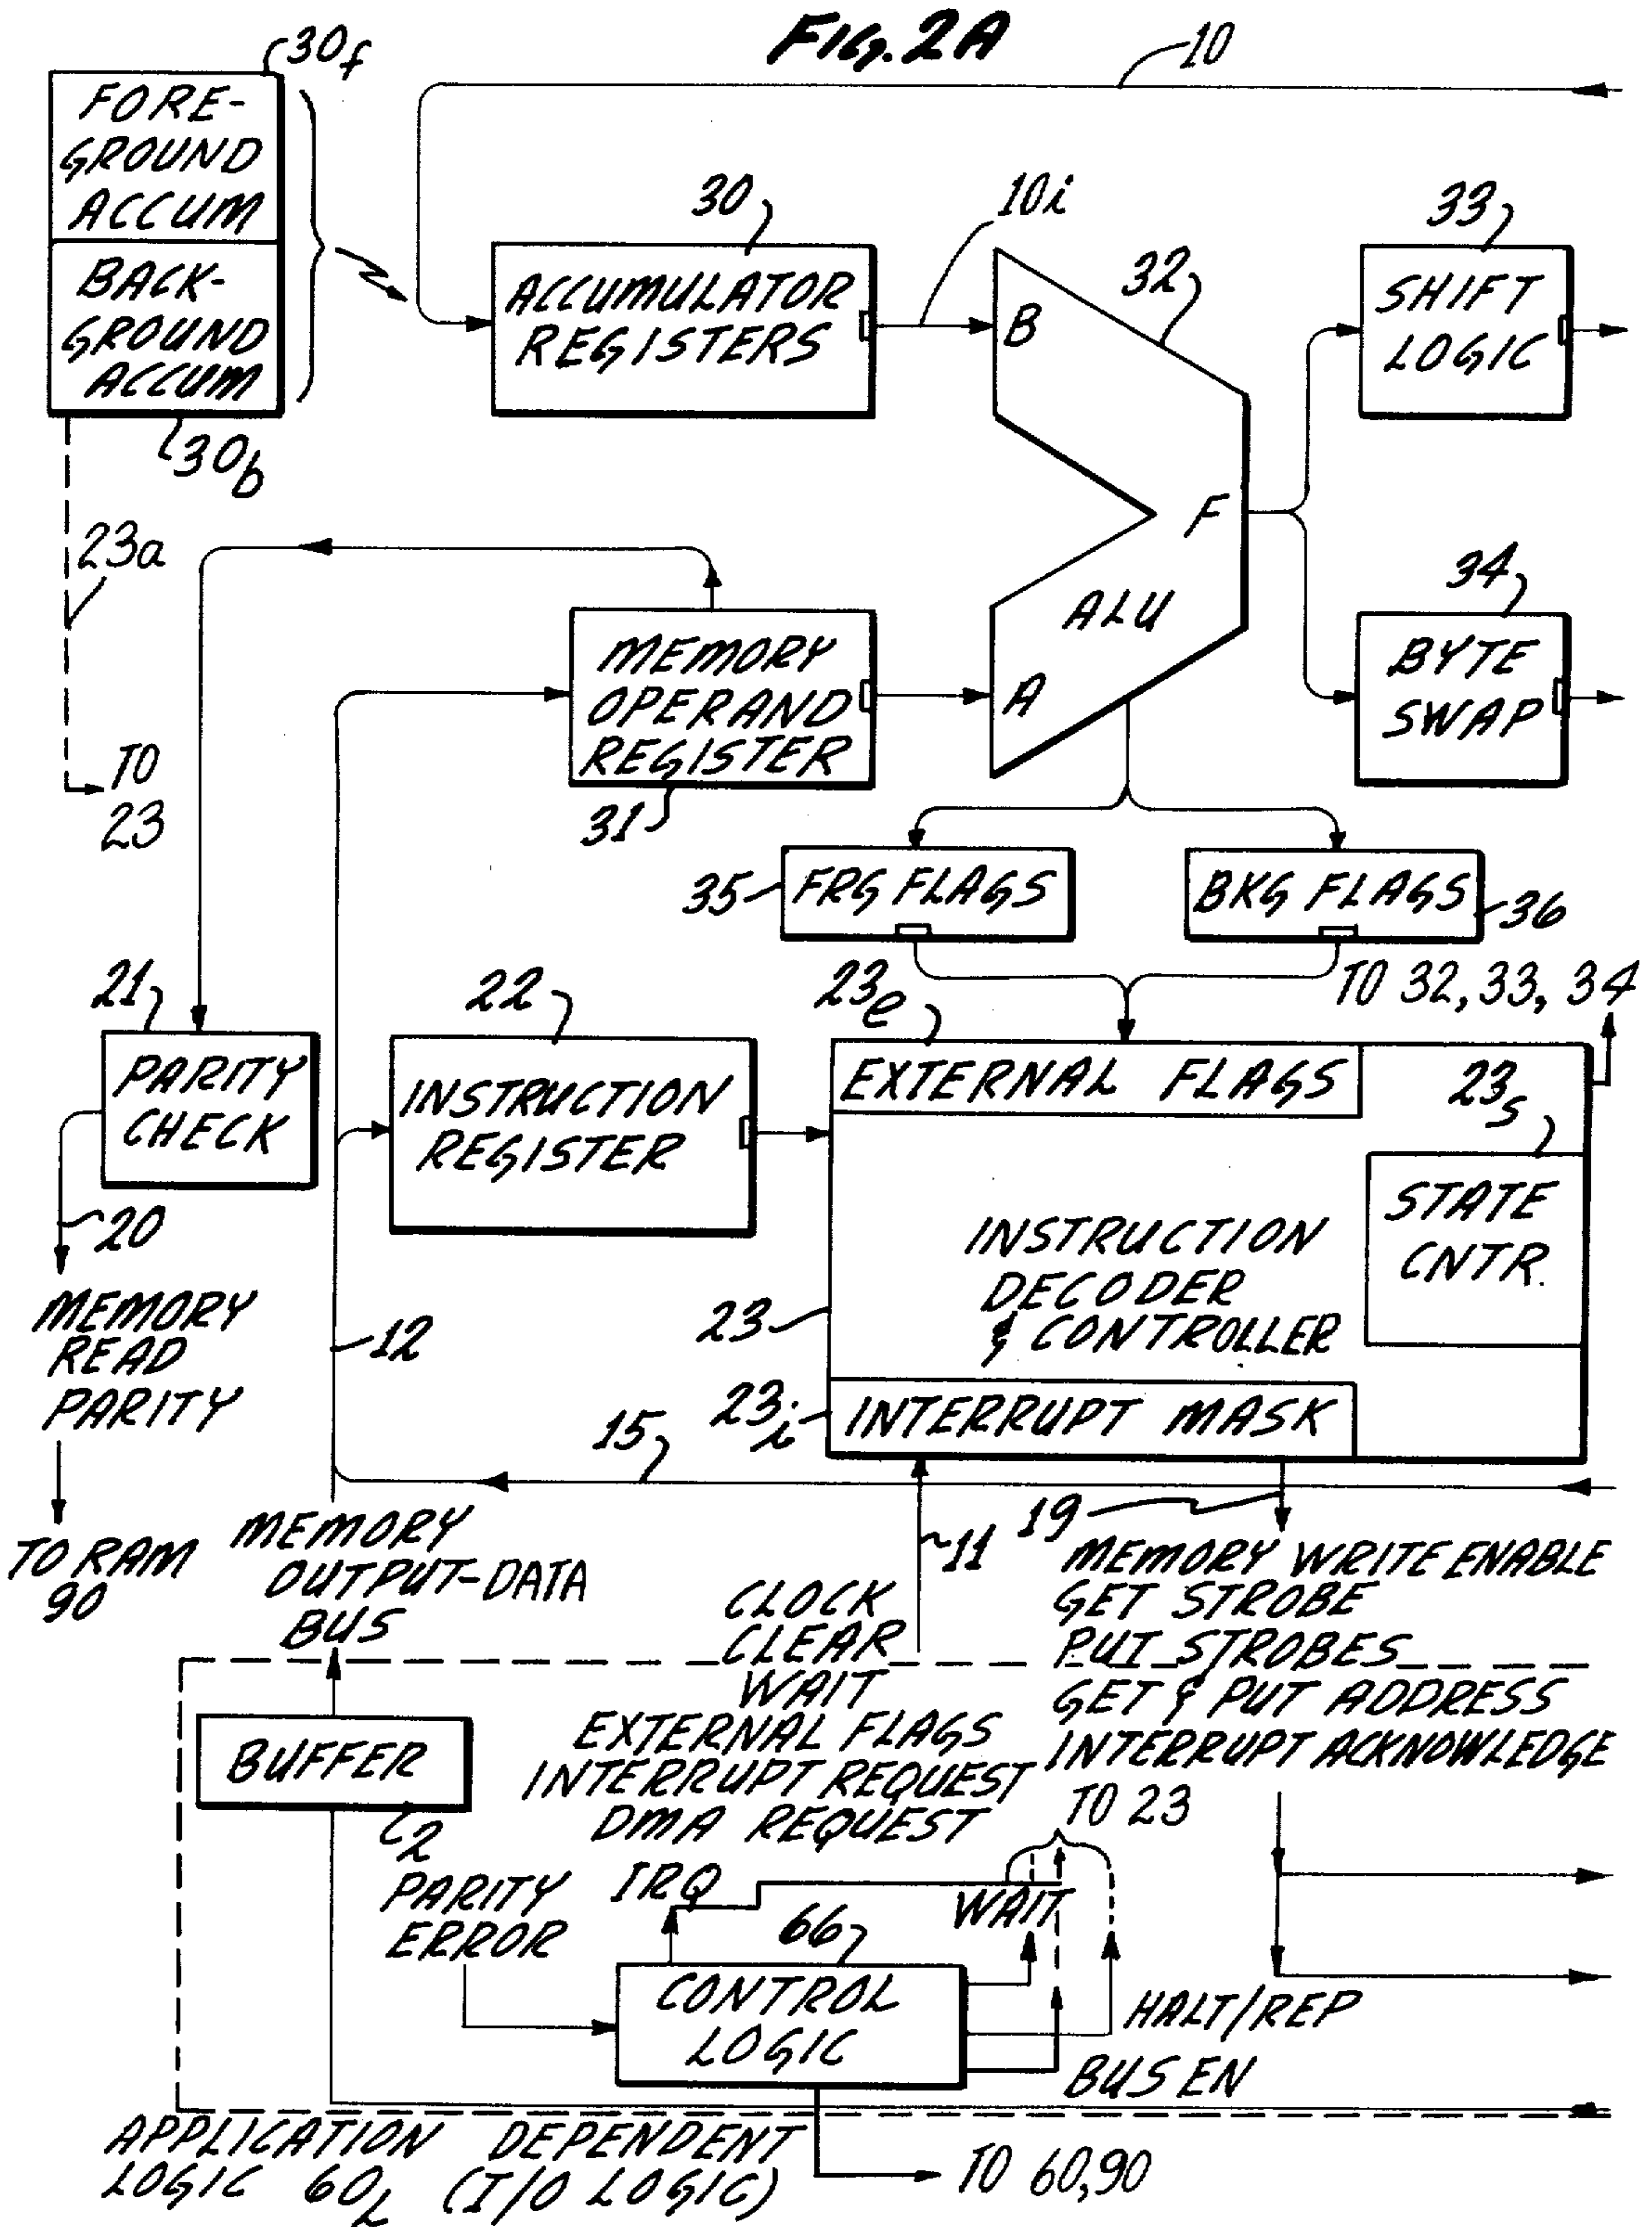 FIG. 2A
30f
10
FORE-
GROUND
ACCUM
BACK-
GROUND
ACCUM
30b
30
ACCUMULATOR
REGISTERS
10i
B
32
33
SHIFT
LOGIC
F
ALU
A
23a
TO
23
MEMORY
OPERAND
REGISTER
31
34
BYTE
SWAP
35
FRG FLAGS
BKG FLAGS
36
21
PARITY
CHECK
20
MEMORY
READ
PARITY
TO RAM
90
22
INSTRUCTION
REGISTER
23e
TO 32, 33, 34
EXTERNAL FLAGS
23s
STATE
CNTR.
INSTRUCTION
DECODER
& CONTROLLER
23
23i
INTERRUPT MASK
12
15
MEMORY
OUTPUT-DATA
BUS
11
19
CLOCK
CLEAR
WAIT
EXTERNAL FLAGS
INTERRUPT REQUEST
DMA REQUEST
MEMORY WRITE ENABLE
GET STROBE
PUT STROBES
GET & PUT ADDRESS
INTERRUPT ACKNOWLEDGE
BUFFER
2
TO 23
PARITY
ERROR
IRQ
WAIT
66
CONTROL
LOGIC
HALT/REP
BUS EN
APPLICATION DEPENDENT
LOGIC 60L (I/O LOGIC)
TO 60,90